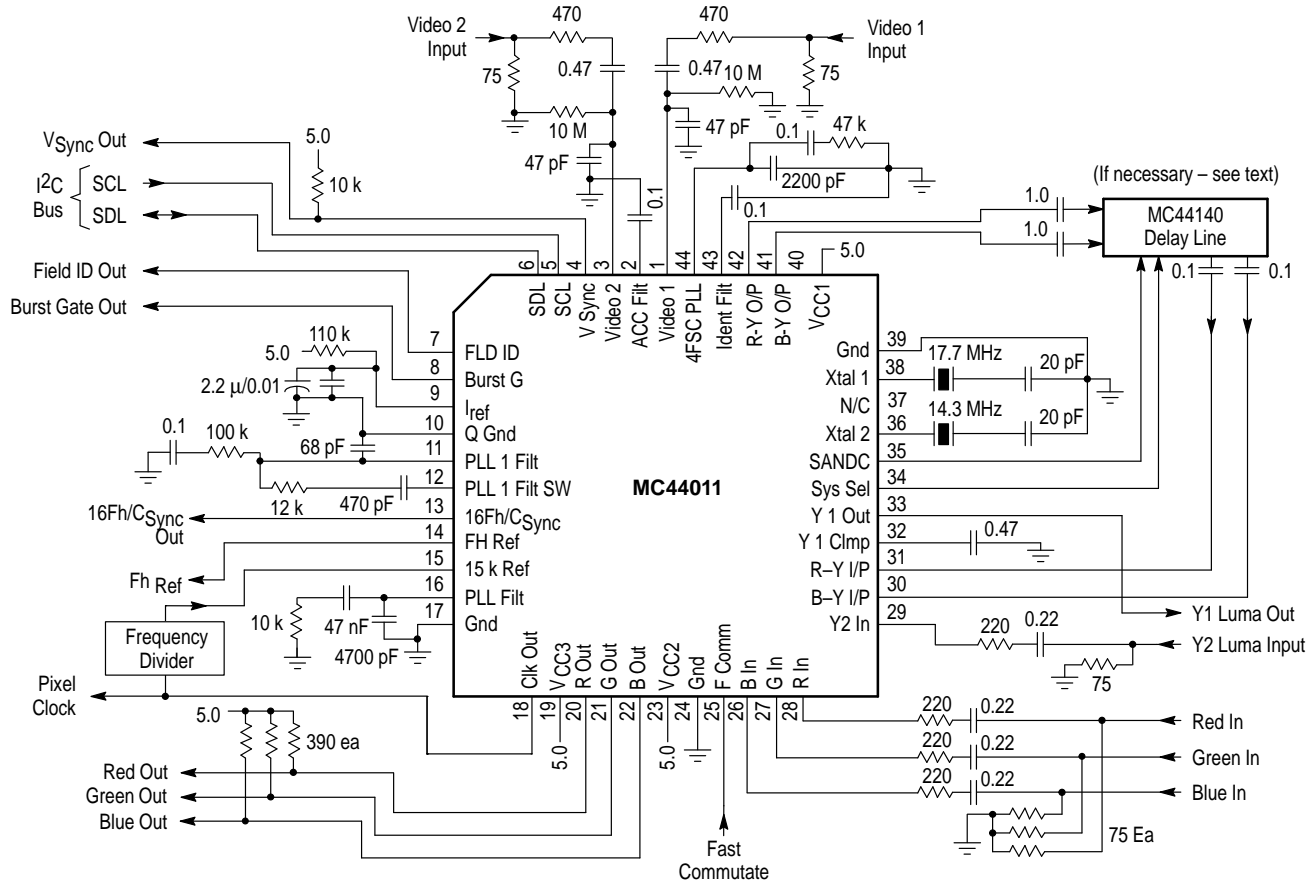 Video 2
Input
470
75
0.47
10 M
47 pF
0.1
470
Video 1
Input
0.47
10 M
75
47 pF
0.1
47 k
2200 pF
0.1
VSync Out
5.0
10 k
I2C
Bus
SCL
SDL
Field ID Out
Burst Gate Out
(If necessary – see text)
1.0
1.0
MC44140
Delay Line
0.1
0.1
6
5
4
3
2
1
44
43
42
41
40
5.0
SDL
SCL
V Sync
Video 2
ACC Filt
Video 1
4FSC PLL
Ident Filt
R-Y O/P
B-Y O/P
VCC1
MC44011
7
FLD ID
8
Burst G
9
Iref
10
Q Gnd
11
PLL 1 Filt
12
PLL 1 Filt SW
13
16Fh/CSync
14
FH Ref
15
15 k Ref
16
PLL Filt
17
Gnd
110 k
5.0
2.2 µ/0.01
68 pF
0.1
100 k
12 k
470 pF
16Fh/CSync
Out
Fh Ref
10 k
47 nF
4700 pF
Frequency
Divider
Pixel
Clock
Gnd
39
Xtal 1
38
N/C
37
Xtal 2
36
SANDC
35
Sys Sel
34
Y 1 Out
33
Y 1 Clmp
32
R–Y I/P
31
B–Y I/P
30
Y2 In
29
17.7 MHz
20 pF
14.3 MHz
20 pF
0.47
Y1 Luma Out
220
0.22
Y2 Luma Input
75
Clk Out
VCC3
R Out
G Out
B Out
VCC2
Gnd
F Comm
B In
G In
R In
18
19
20
21
22
23
24
25
26
27
28
5.0
5.0
5.0
390 ea
Red Out
Green Out
Blue Out
Fast
Commutate
220
0.22
Red In
220
0.22
Green In
220
0.22
Blue In
75 Ea